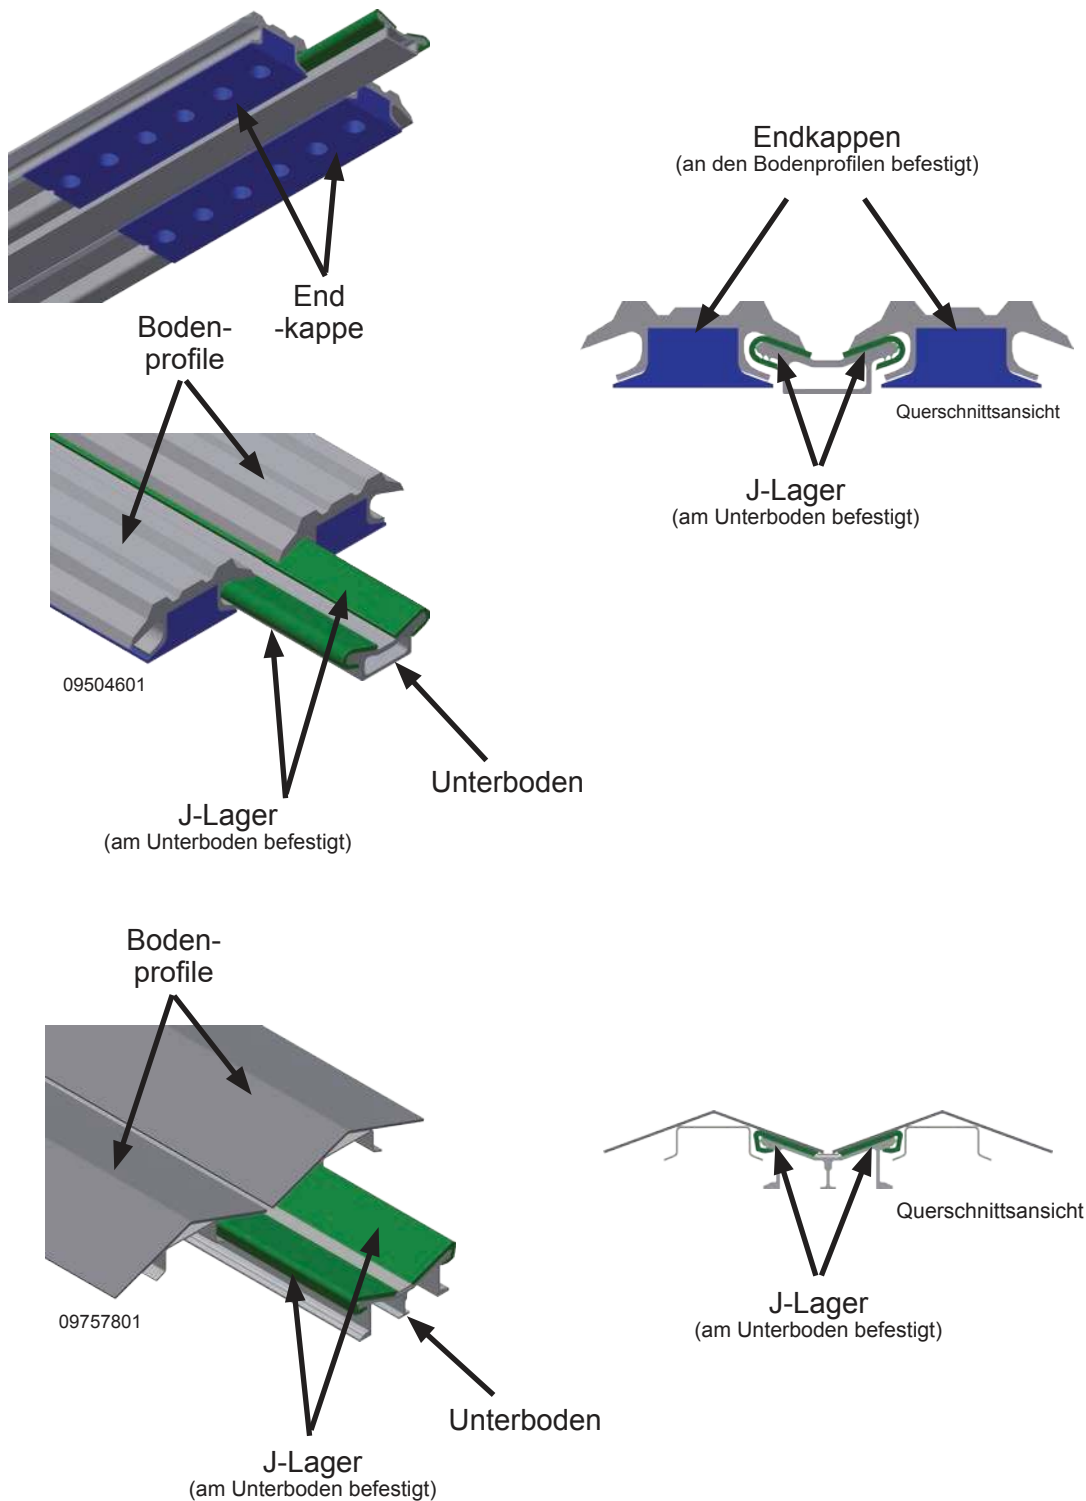 End
-kappe
Endkappen
(an den Bodenprofilen befestigt)
Querschnittsansicht
J-Lager
(am Unterboden befestigt)
Boden-
profile
09504601
Unterboden
J-Lager
(am Unterboden befestigt)
Boden-
profile
09757801
Unterboden
J-Lager
(am Unterboden befestigt)
Querschnittsansicht
J-Lager
(am Unterboden befestigt)